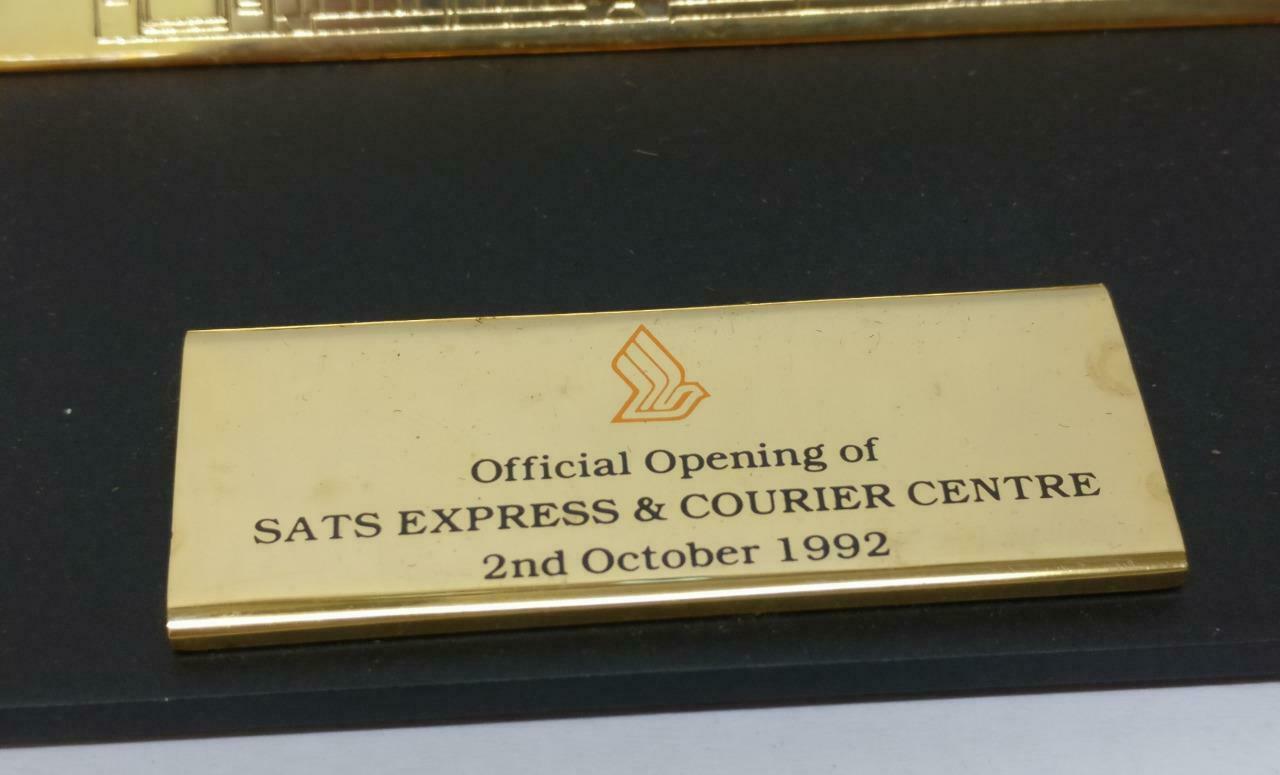 Official Opening of
SATS EXPRESS & COURIER CENTRE
2nd October 1992